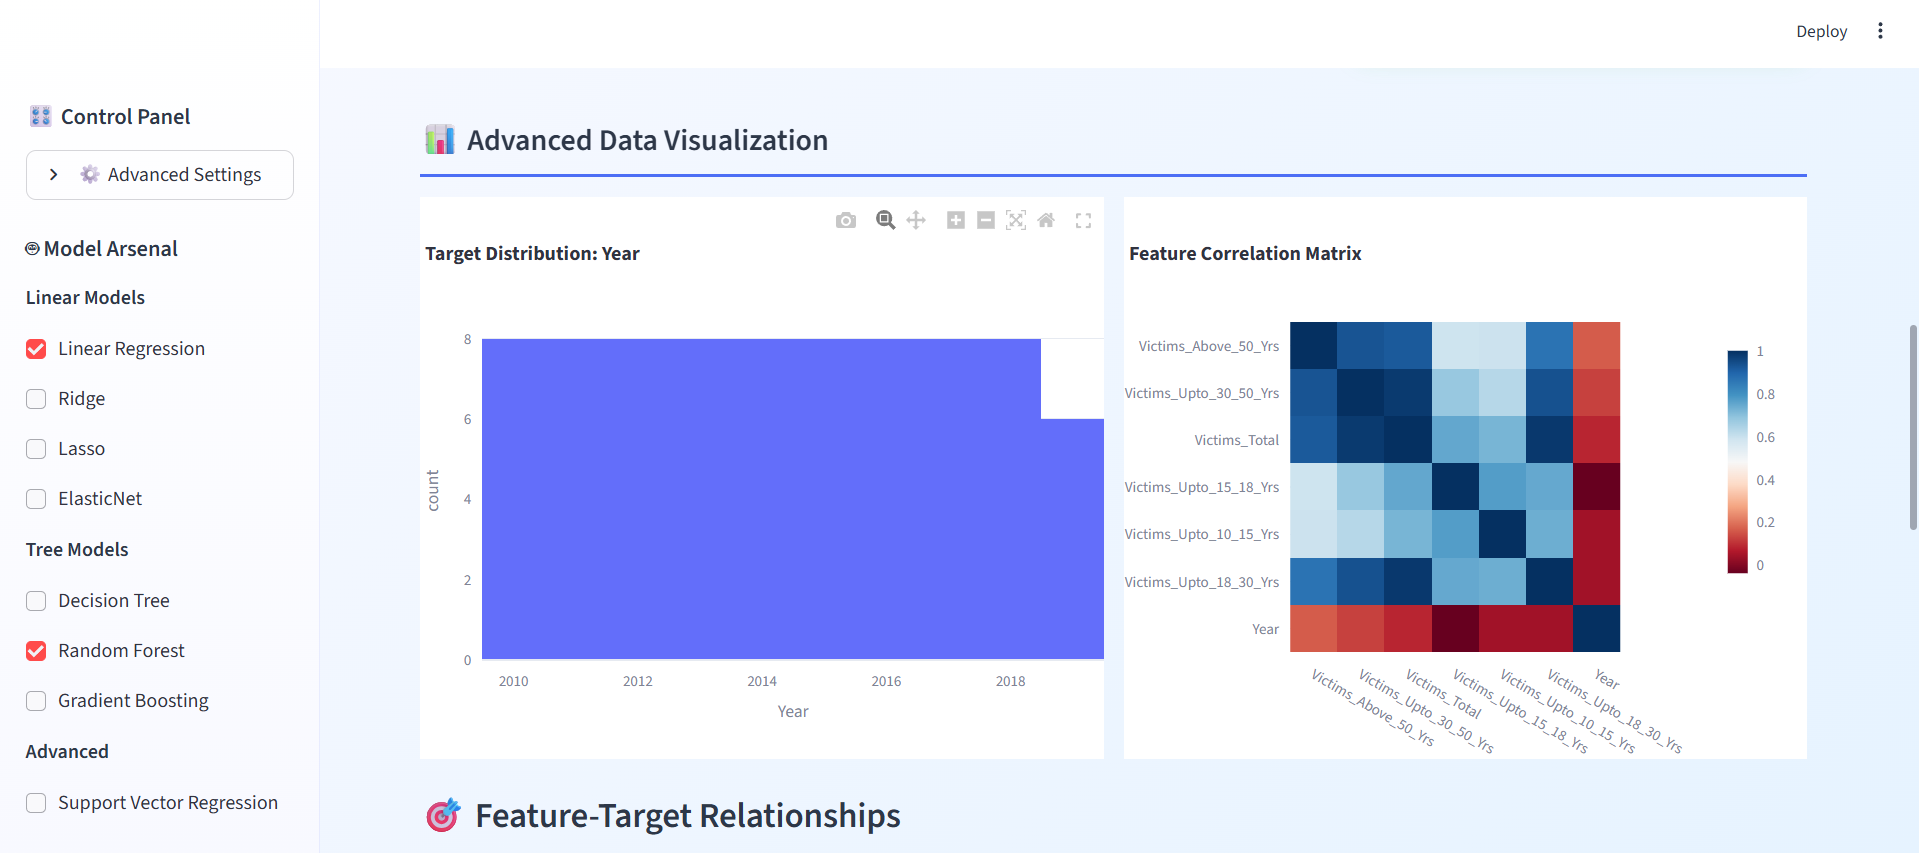 Deploy
Control Panel
Advanced Settings
Model Arsenal
Linear Models
Linear Regression
Ridge
Lasso
ElasticNet
Tree Models
Decision Tree
Random Forest
Gradient Boosting
Advanced
Support Vector Regression
Advanced Data Visualization
Target Distribution: Year
8
6
4
2
0
count
2010
2012
2014
2016
2018
Year
Feature Correlation Matrix
Victims_Above_50_Yrs
Victims_Upto_30_50_Yrs
Victims_Total
Victims_Upto_15_18_Yrs
Victims_Upto_10_15_Yrs
Victims_Upto_18_30_Yrs
Year
Victims_Above_50_Yrs
Victims_Upto_30_50_Yrs
Victims_Total
Victims_Upto_15_18_Yrs
Victims_Upto_10_15_Yrs
Victims_Upto_18_30_Yrs
Year
1
0.8
0.6
0.4
0.2
0
Feature-Target Relationships